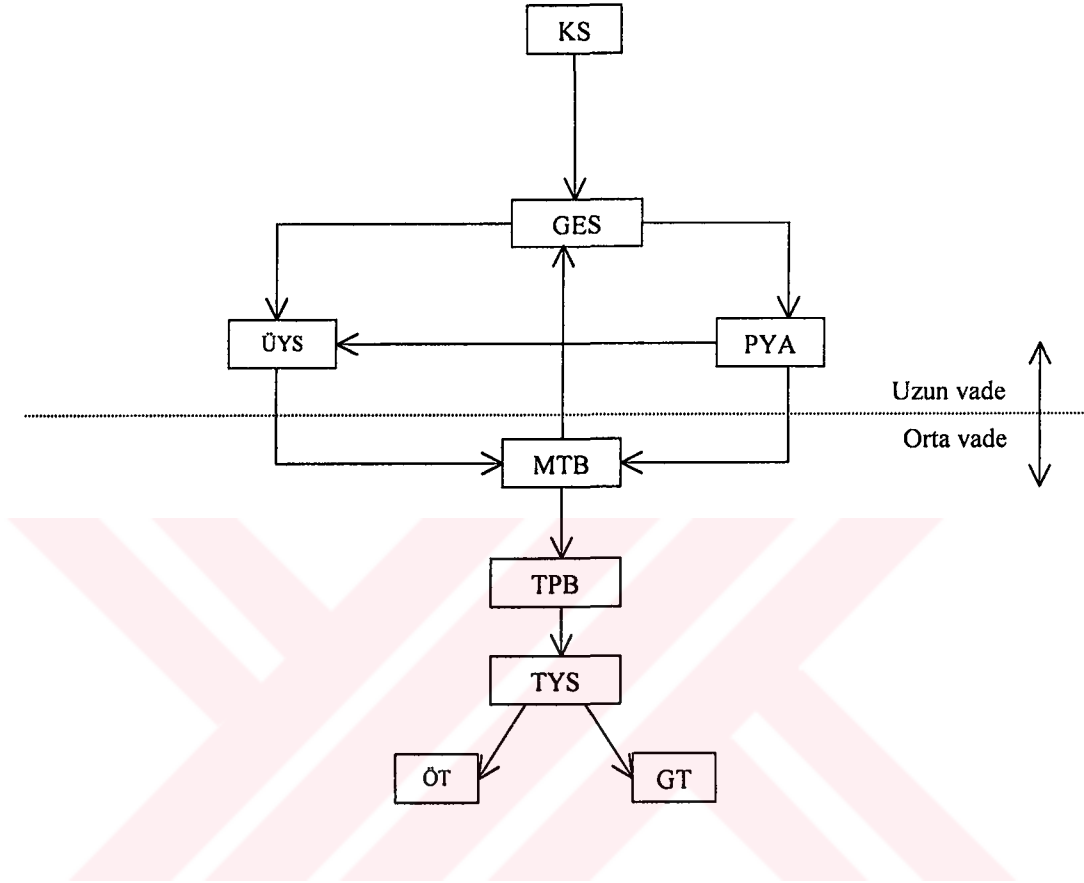 KS
GES
ÜYS
PYA
Uzun vade
Orta vade
MTB
TPB
TYS
ÖT
GT